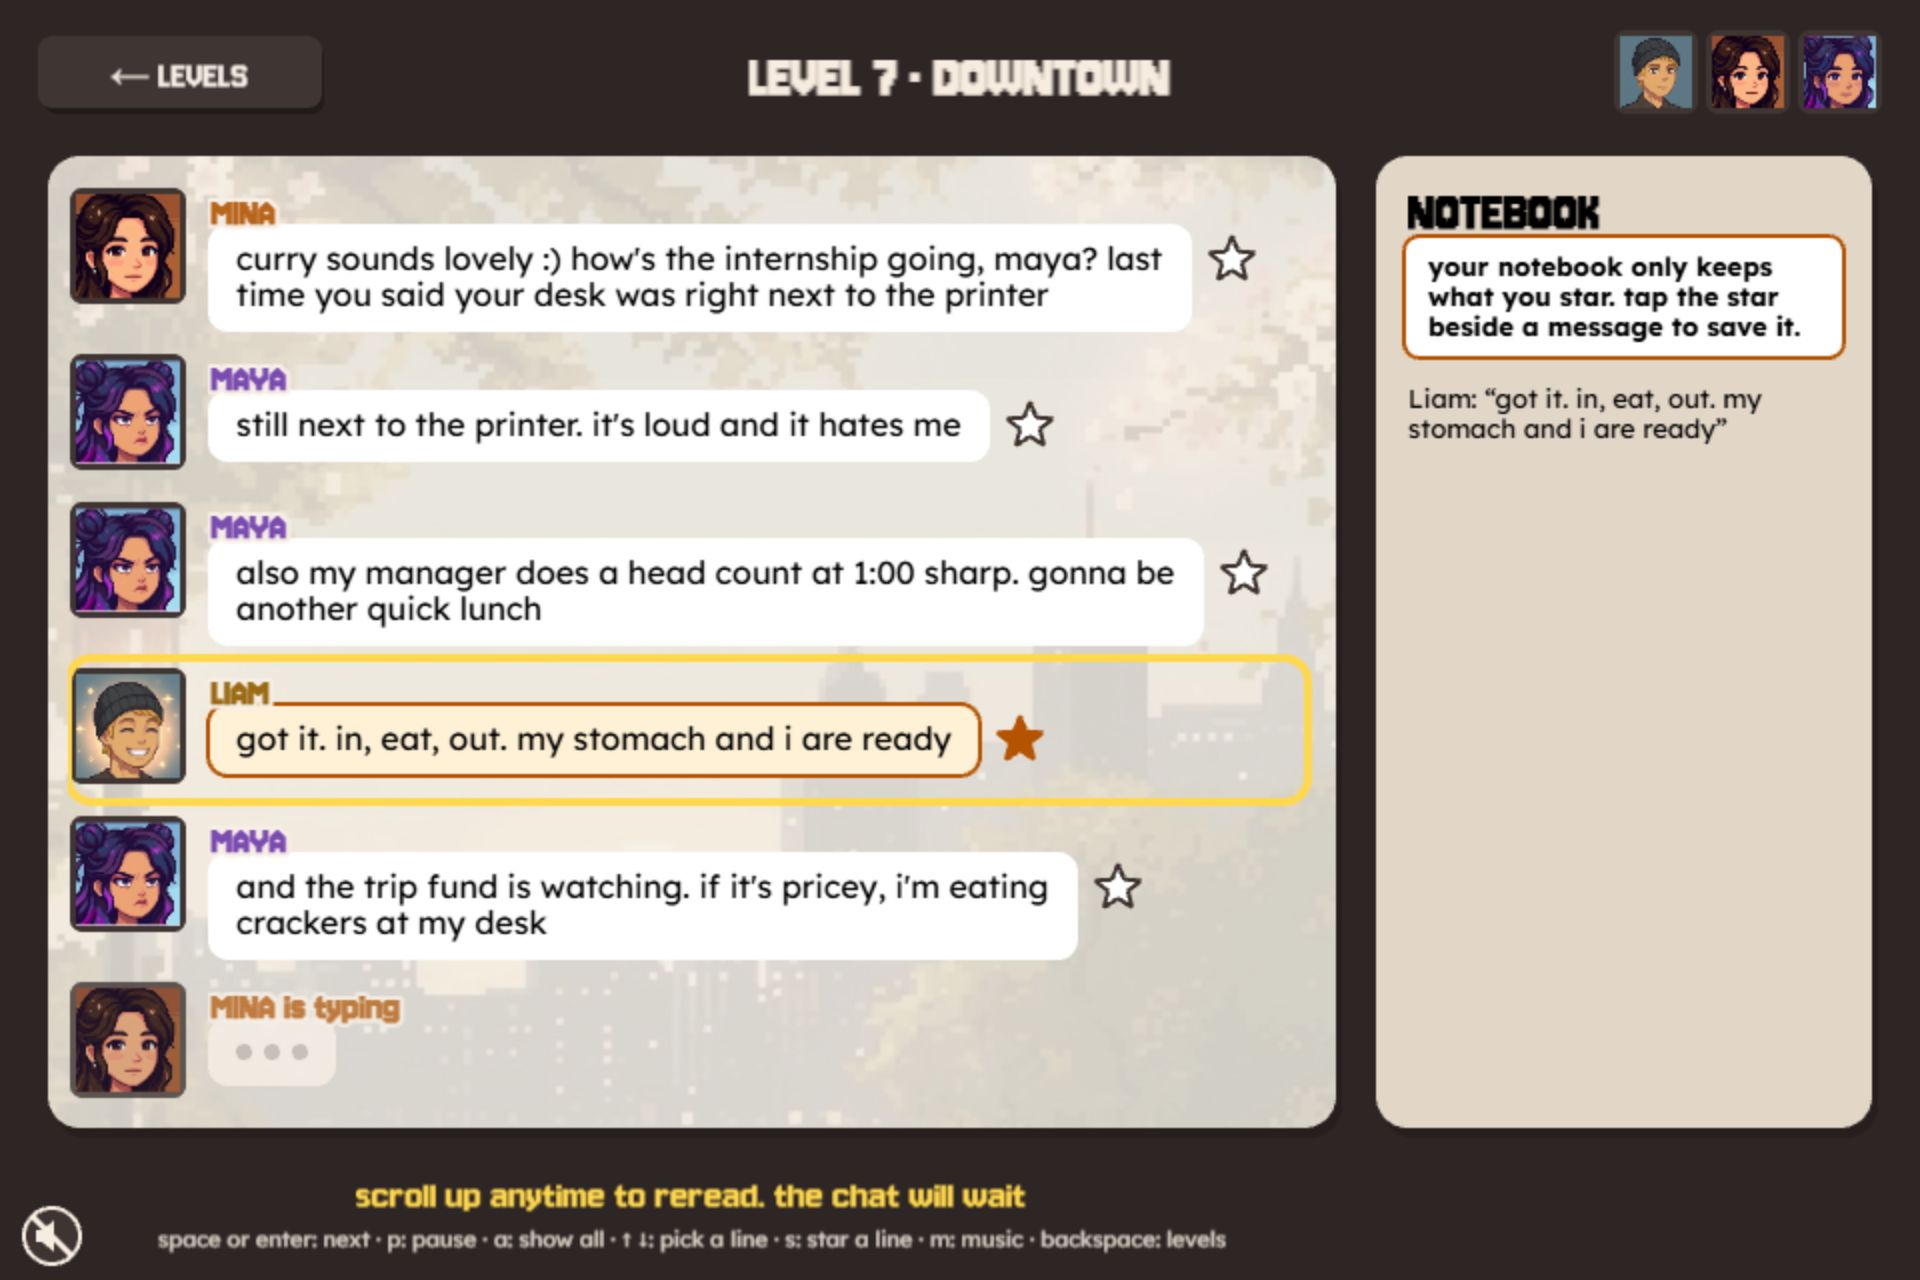 ← LEVELS
LEVEL 7 · DOWNTOWN
MINA
curry sounds lovely :) how's the internship going, maya? last
time you said your desk was right next to the printer
MAYA
still next to the printer. it's loud and it hates me
MAYA
also my manager does a head count at 1:00 sharp. gonna be
another quick lunch
LIAM
got it. in, eat, out. my stomach and i are ready
MAYA
and the trip fund is watching. if it's pricey, i'm eating
crackers at my desk
MINA is typing
NOTEBOOK
your notebook only keeps
what you star. tap the star
beside a message to save it.
Liam: “got it. in, eat, out. my
stomach and i are ready”
scroll up anytime to reread. the chat will wait
space or enter: next · p: pause · a: show all · ↑ ↓: pick a line · s: star a line · m: music · backspace: levels